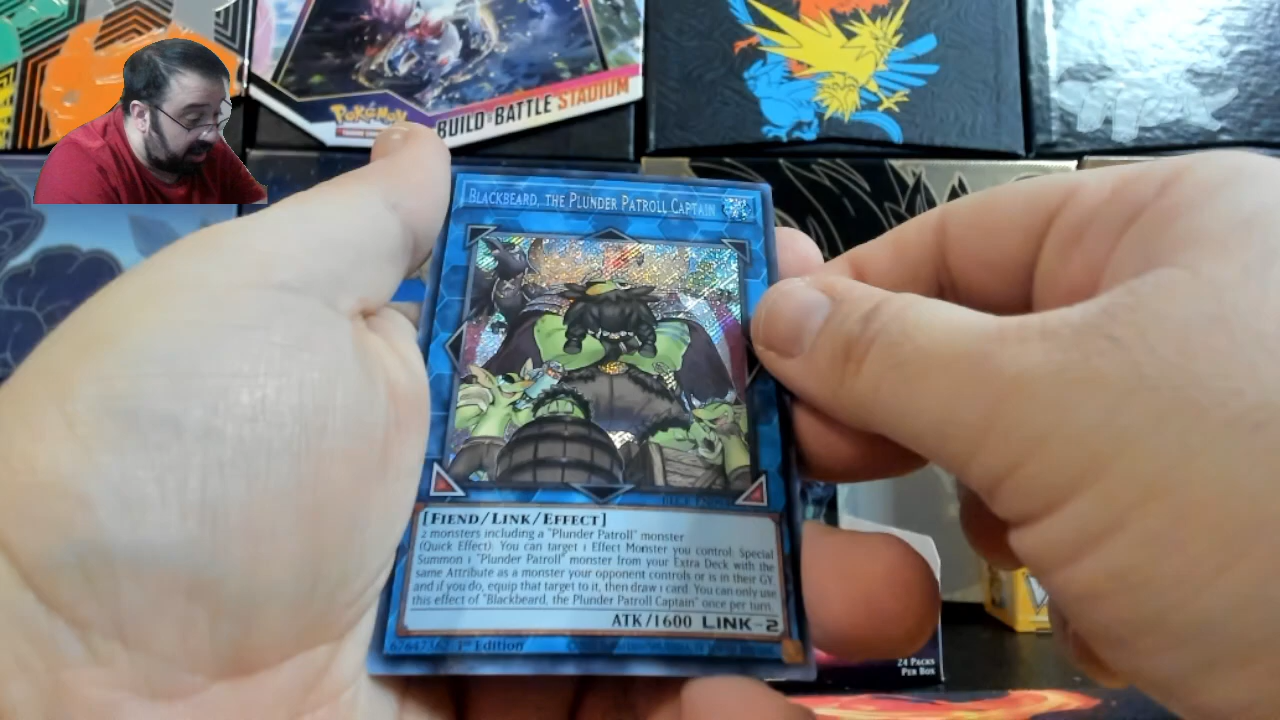 Pokémon
BUILD & BATTLE STADIUM
BLACKBEARD, THE PLUNDER PATROLL CAPTAIN
[FIEND/LINK/EFFECT]
2 monsters including a "Plunder Patroll" monster
(Quick Effect): You can target 1 Effect Monster you control; Special
Summon 1 "Plunder Patroll" monster from your Extra Deck with the
same Attribute as a monster your opponent controls or is in their GY,
and if you do, equip that target to it, then draw 1 card. You can only use
this effect of "Blackbeard, the Plunder Patroll Captain" once per turn.
ATK/1600 LINK-2
1st Edition
24 PACKS
PER BOX